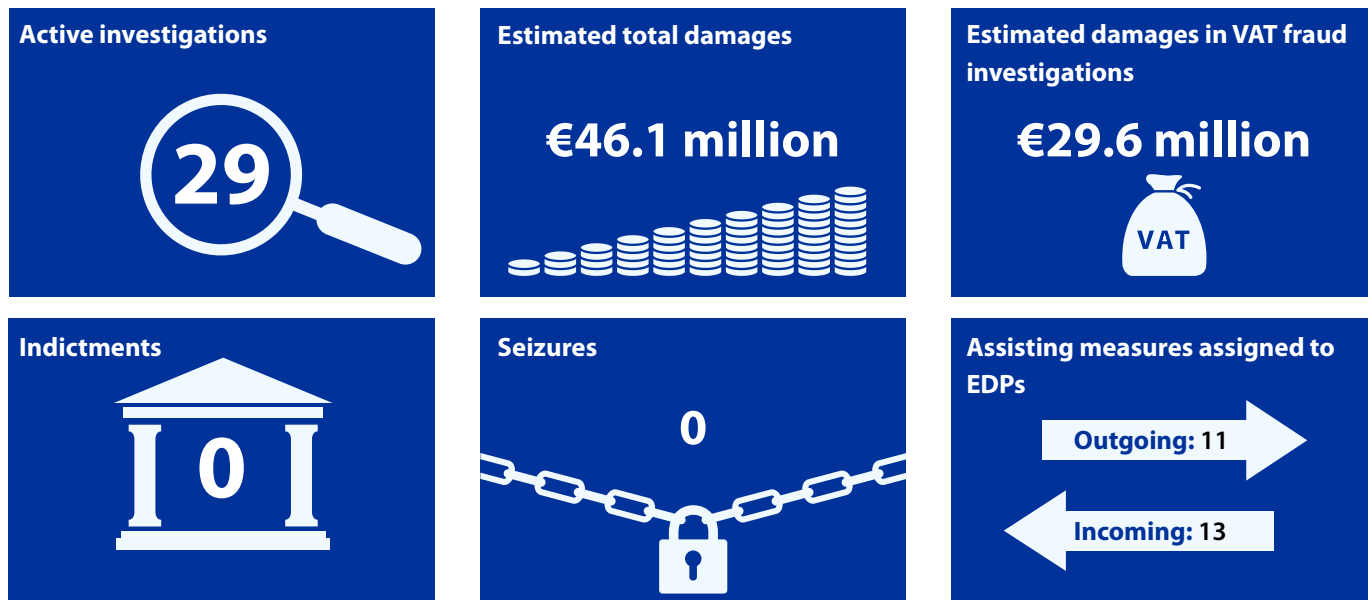 Active investigations
29
Estimated total damages
€46.1 million
Estimated damages in VAT fraud
investigations
€29.6 million
VAT
Indictments
0
Seizures
0
Assisting measures assigned to
EDPs
Outgoing: 11
Incoming: 13